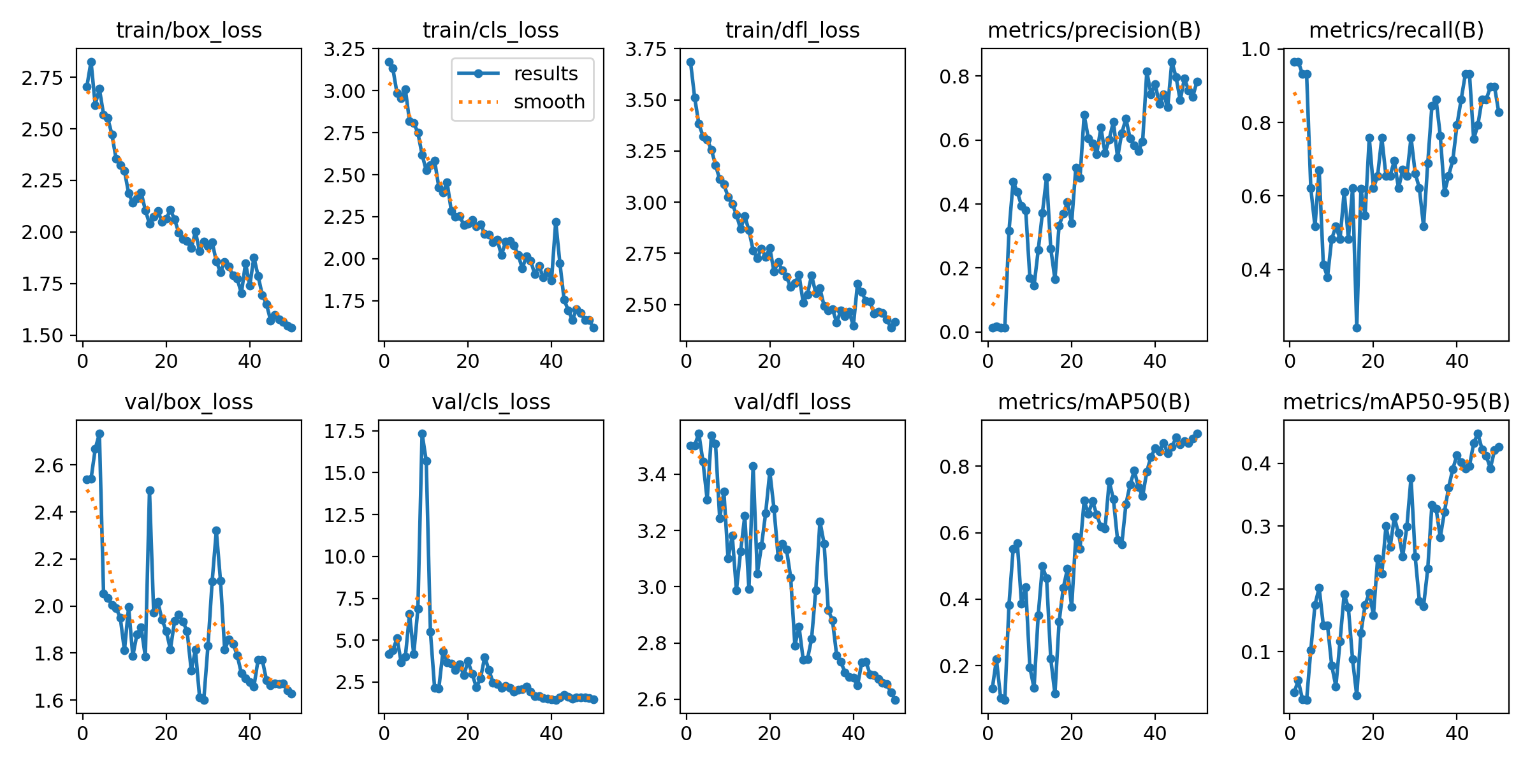 train/box_loss
2.75
2.50
2.25
2.00
1.75
1.50
0 20 40
train/cls_loss
3.25
3.00
2.75
2.50
2.25
2.00
1.75
results
smooth
0 20 40
train/dfl_loss
3.75
3.50
3.25
3.00
2.75
2.50
0 20 40
metrics/precision(B)
0.8
0.6
0.4
0.2
0.0
0 20 40
metrics/recall(B)
1.0
0.8
0.6
0.4
0 20 40
val/box_loss
2.6
2.4
2.2
2.0
1.8
1.6
0 20 40
val/cls_loss
17.5
15.0
12.5
10.0
7.5
5.0
2.5
0 20 40
val/dfl_loss
3.4
3.2
3.0
2.8
2.6
0 20 40
metrics/mAP50(B)
0.8
0.6
0.4
0.2
0 20 40
metrics/mAP50-95(B)
0.4
0.3
0.2
0.1
0 20 40